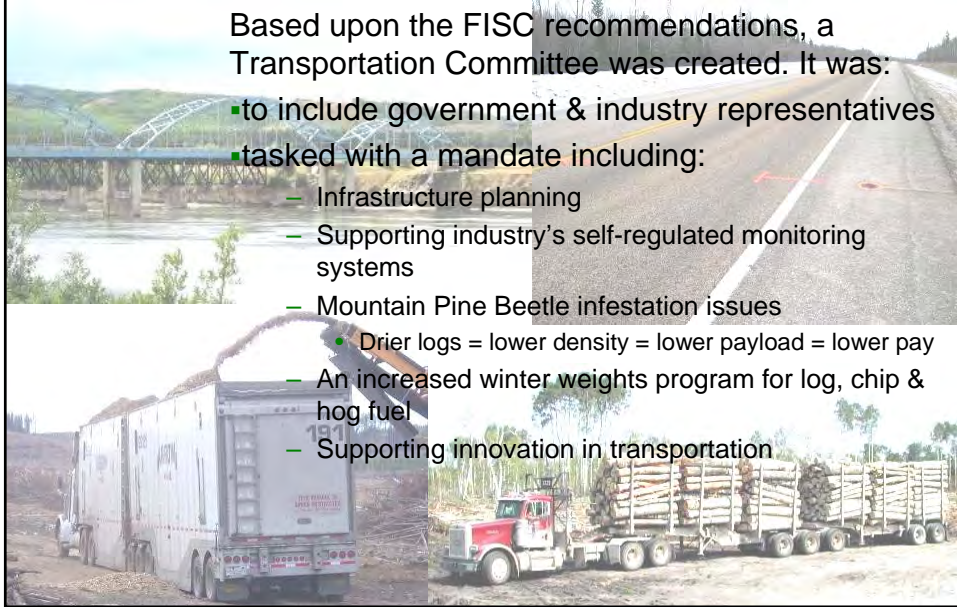 Based upon the FISC recommendations, a
Transportation Committee was created. It was:
▪to include government & industry representatives
▪tasked with a mandate including:
– Infrastructure planning
– Supporting industry's self-regulated monitoring
systems
– Mountain Pine Beetle infestation issues
• Drier logs = lower density = lower payload = lower pay
– An increased winter weights program for log, chip &
hog fuel
– Supporting innovation in transportation
191